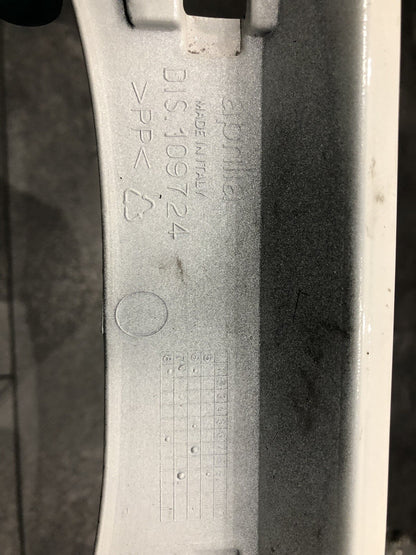 aprilia
MADE IN ITALY
DIS.109724
>PP<